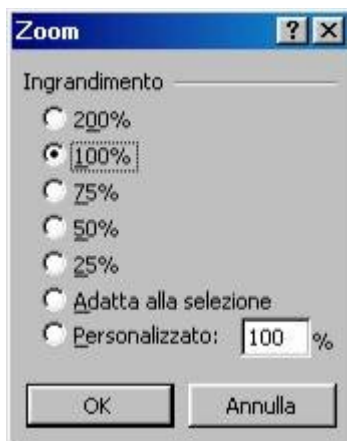 Zoom
Ingrandimento
200%
100%
75%
50%
25%
Adatta alla selezione
Personalizzato: 100 %
OK Annulla